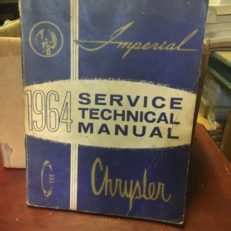 Imperial
1964 SERVICE
TECHNICAL
MANUAL
Chrysler